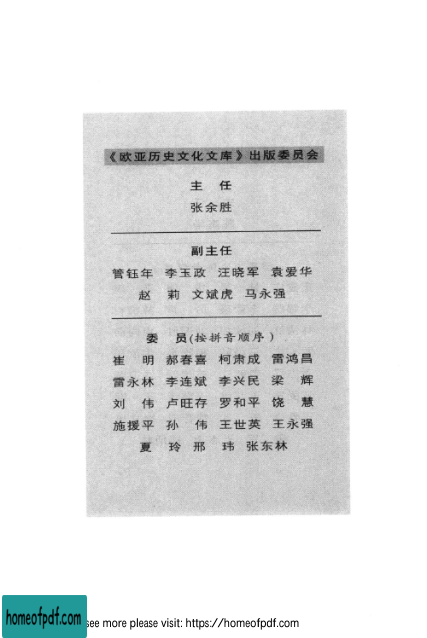 《欧亚历史文化文库》出版委员会
主 任
张余胜
副主任
管钰年 李玉政 汪晓军 袁爱华
赵 莉 文斌虎 马永强
委 员(按拼音顺序)
崔 明 郝春喜 柯肃成 雷鸿昌
雷永林 李连斌 李兴民 梁 辉
刘 伟 卢旺存 罗和平 饶 慧
施援平 孙 伟 王世英 王永强
夏 玲 邢 玮 张东林
homeofpdf.com
see more please visit: https://homeofpdf.com